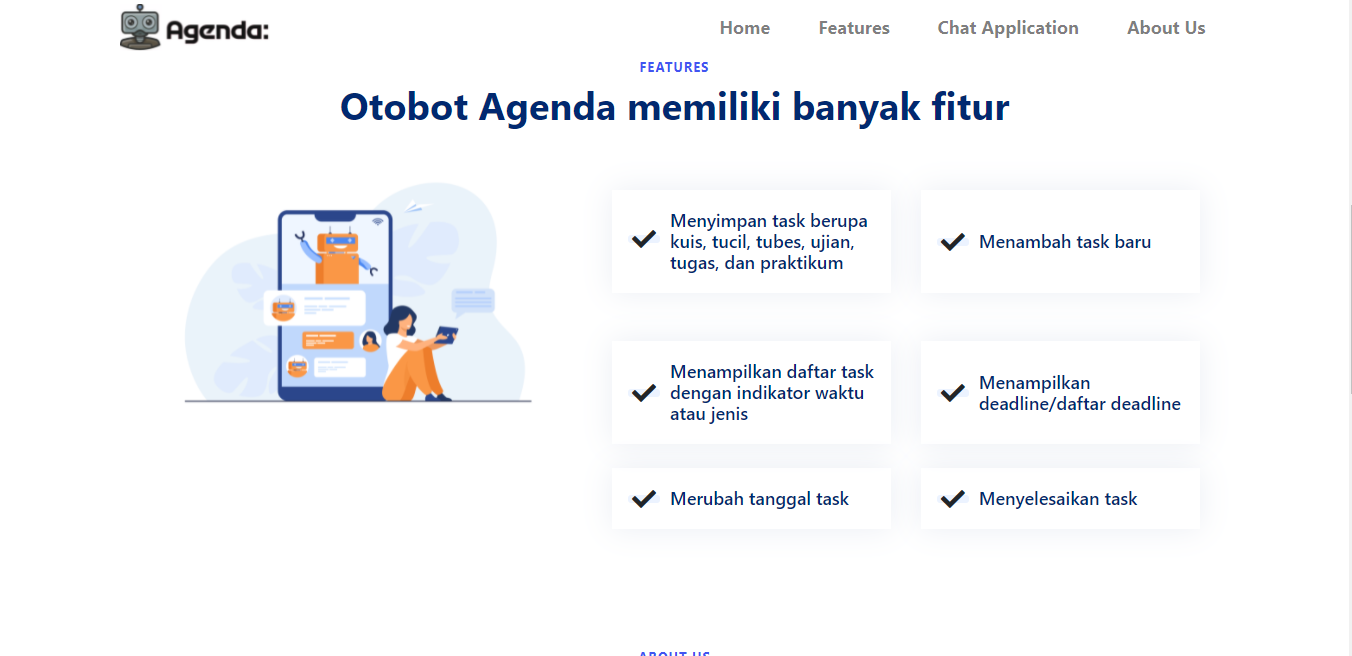 Agenda:
Home
Features
Chat Application
About Us
FEATURES
Otobot Agenda memiliki banyak fitur
Menyimpan task berupa
kuis, tucil, tubes, ujian,
tugas, dan praktikum
Menambah task baru
Menampilkan daftar task
dengan indikator waktu
atau jenis
Menampilkan
deadline/daftar deadline
Merubah tanggal task
Menyelesaikan task
ABOUT US